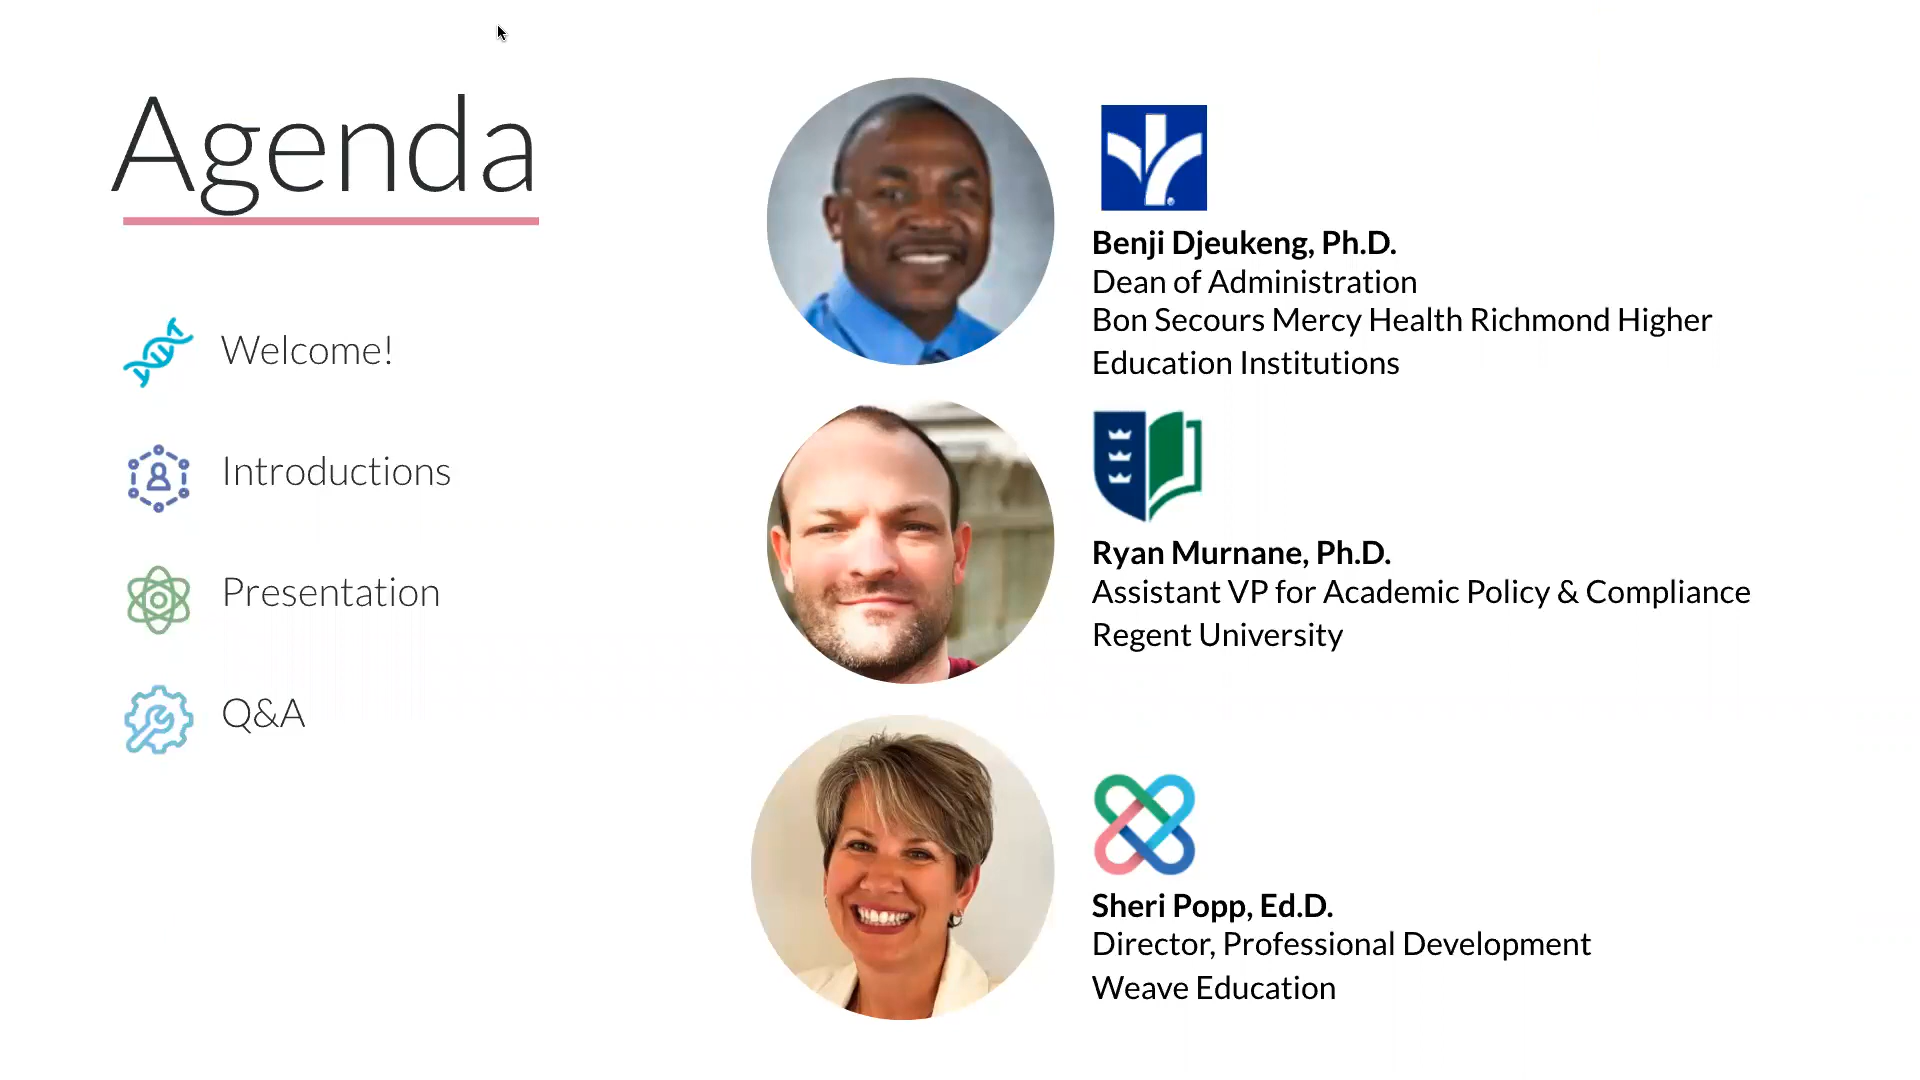 Agenda
Welcome!
Introductions
Presentation
Q&A
Benji Djeukeng, Ph.D.
Dean of Administration
Bon Secours Mercy Health Richmond Higher
Education Institutions
Ryan Murnane, Ph.D.
Assistant VP for Academic Policy & Compliance
Regent University
Sheri Popp, Ed.D.
Director, Professional Development
Weave Education